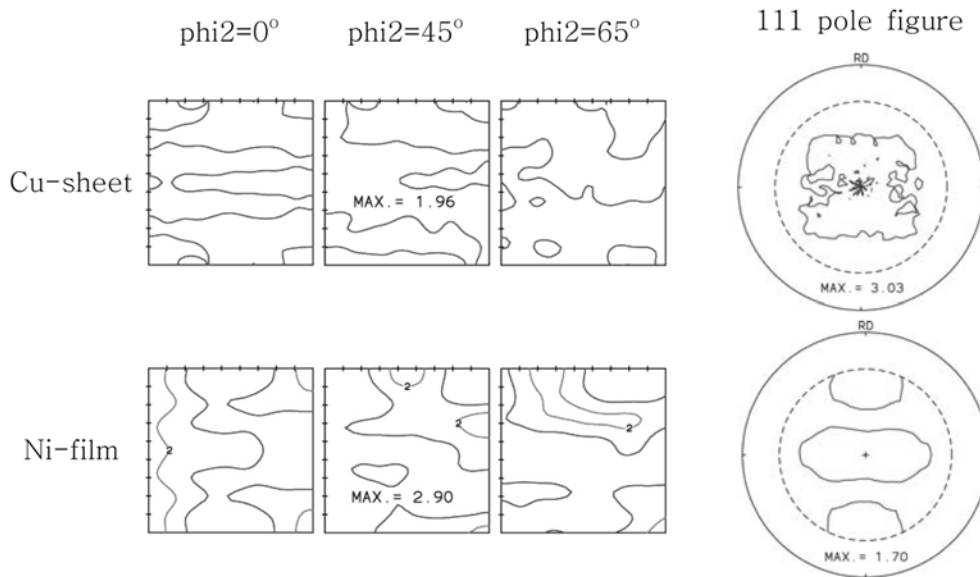 phi2=0° phi2=45° phi2=65° 111 pole figure
RD
Cu-sheet
MAX.= 1.96
MAX.= 3.03
RD
2 2 2
Ni-film 2
2
MAX.= 2.90
MAX.= 1.70